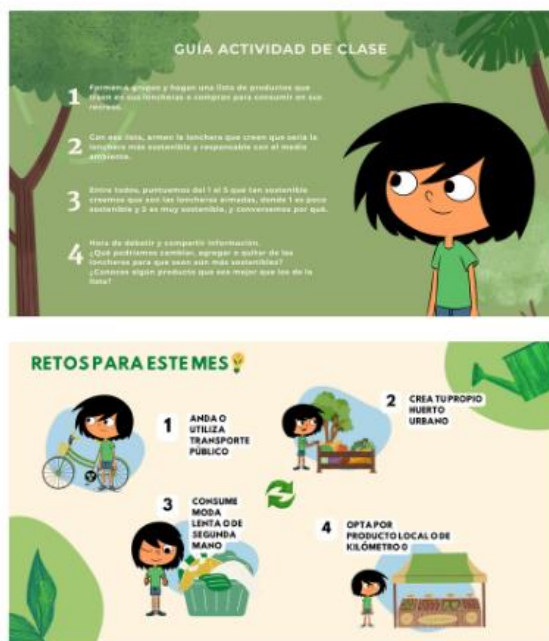 GUÍA ACTIVIDAD DE CLASE
1 Formemos grupos y hagan una lista de productos que
traen en sus loncheras o compran para consumir en sus
recreos.
2 Con esa lista, armen la lonchera que creen que sería la
lonchera más sostenible y responsable con el medio
ambiente.
3 Entre todos, puntuemos del 1 al 5 que tan sostenible
creemos que son las loncheras armadas, donde 1 es poco
sostenible y 5 es muy sostenible, y conversemos por qué.
4 Hora de debatir y compartir información.
¿Qué podríamos cambiar, agregar o quitar de las
loncheras para que sean aún más sostenibles?
¿Conocen algún producto que sea mejor que los de la
lista?
RETOS PARA ESTE MES
1 ANDA O
UTILIZA
TRANSPORTE
PÚBLICO
2 CREA TU PROPIO
HUERTO
URBANO
3 CONSUME
MODA
LENTA O DE
SEGUNDA
MANO
4 OPTA POR
PRODUCTO LOCAL O DE
KILÓMETRO 0